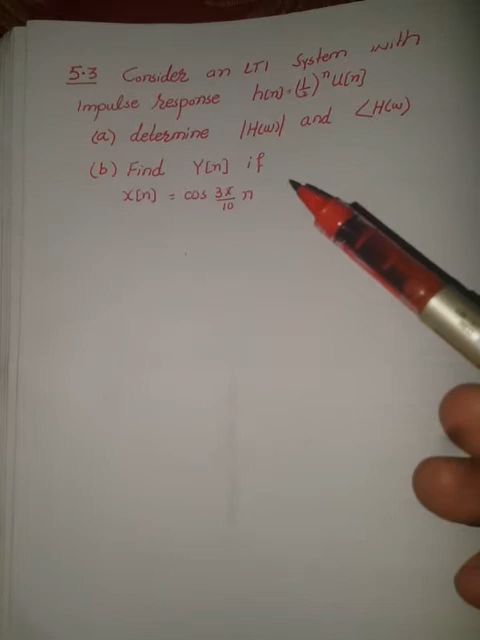 5.3 Consider an LTI System with
Impulse response h[n]=(1/2)ⁿ U[n]
(a) determine |H(ω)| and ∠H(ω)
(b) Find Y[n] if
x[n] = cos 3π/10 n